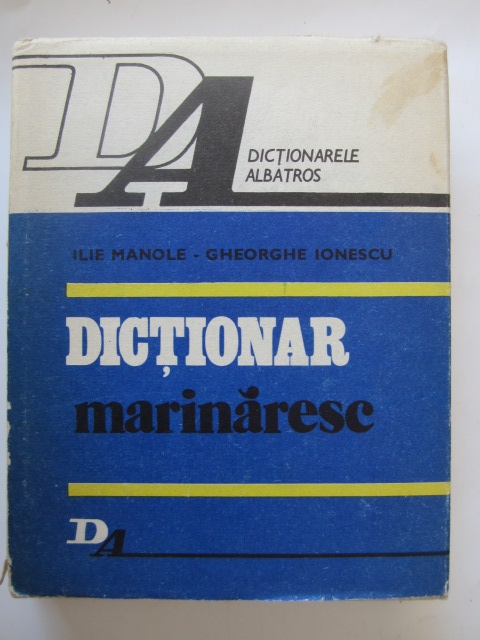 DA
DICȚIONARELE
ALBATROS
ILIE MANOLE - GHEORGHE IONESCU
DICȚIONAR
marinăresc
DA